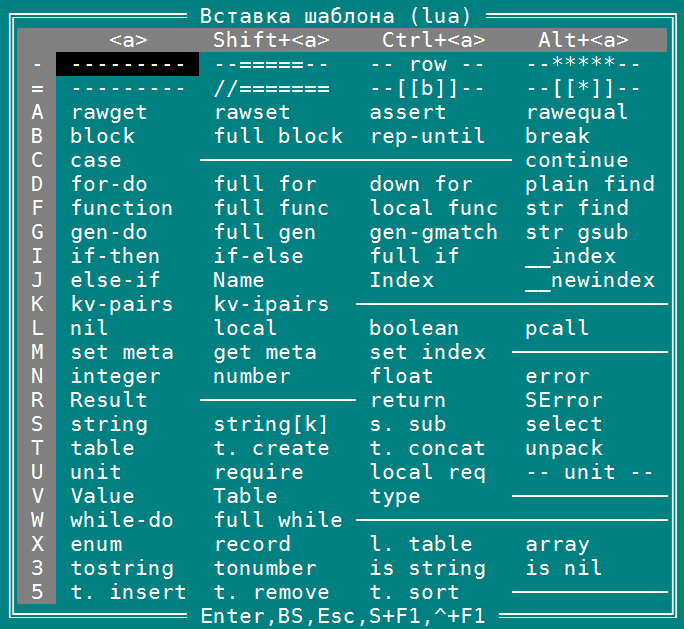 Вставка шаблона (lua)
<a> Shift+<a> Ctrl+<a> Alt+<a>
- --------- --=====-- -- row -- --*****--
= --------- //======= --[[b]]-- --[[*]]--
A rawget rawset assert rawequal
B block full block rep-until break
C case continue
D for-do full for down for plain find
F function full func local func str find
G gen-do full gen gen-gmatch str gsub
I if-then if-else full if __index
J else-if Name Index __newindex
K kv-pairs kv-ipairs
L nil local boolean pcall
M set meta get meta set index
N integer number float error
R Result return SError
S string string[k] s. sub select
T table t. create t. concat unpack
U unit require local req -- unit --
V Value Table type
W while-do full while
X enum record l. table array
3 tostring tonumber is string is nil
5 t. insert t. remove t. sort
Enter,BS,Esc,S+F1,^+F1